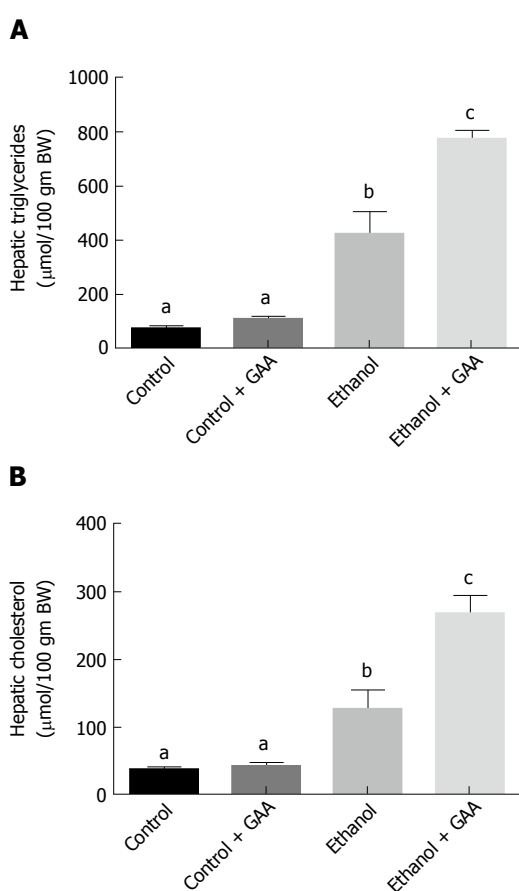 A
Hepatic triglycerides
(μmol/100 gm BW)
1000
800
600
400
200
0
a
a
b
c
Control
Control + GAA
Ethanol
Ethanol + GAA
B
Hepatic cholesterol
(μmol/100 gm BW)
400
300
200
100
0
a
a
b
c
Control
Control + GAA
Ethanol
Ethanol + GAA